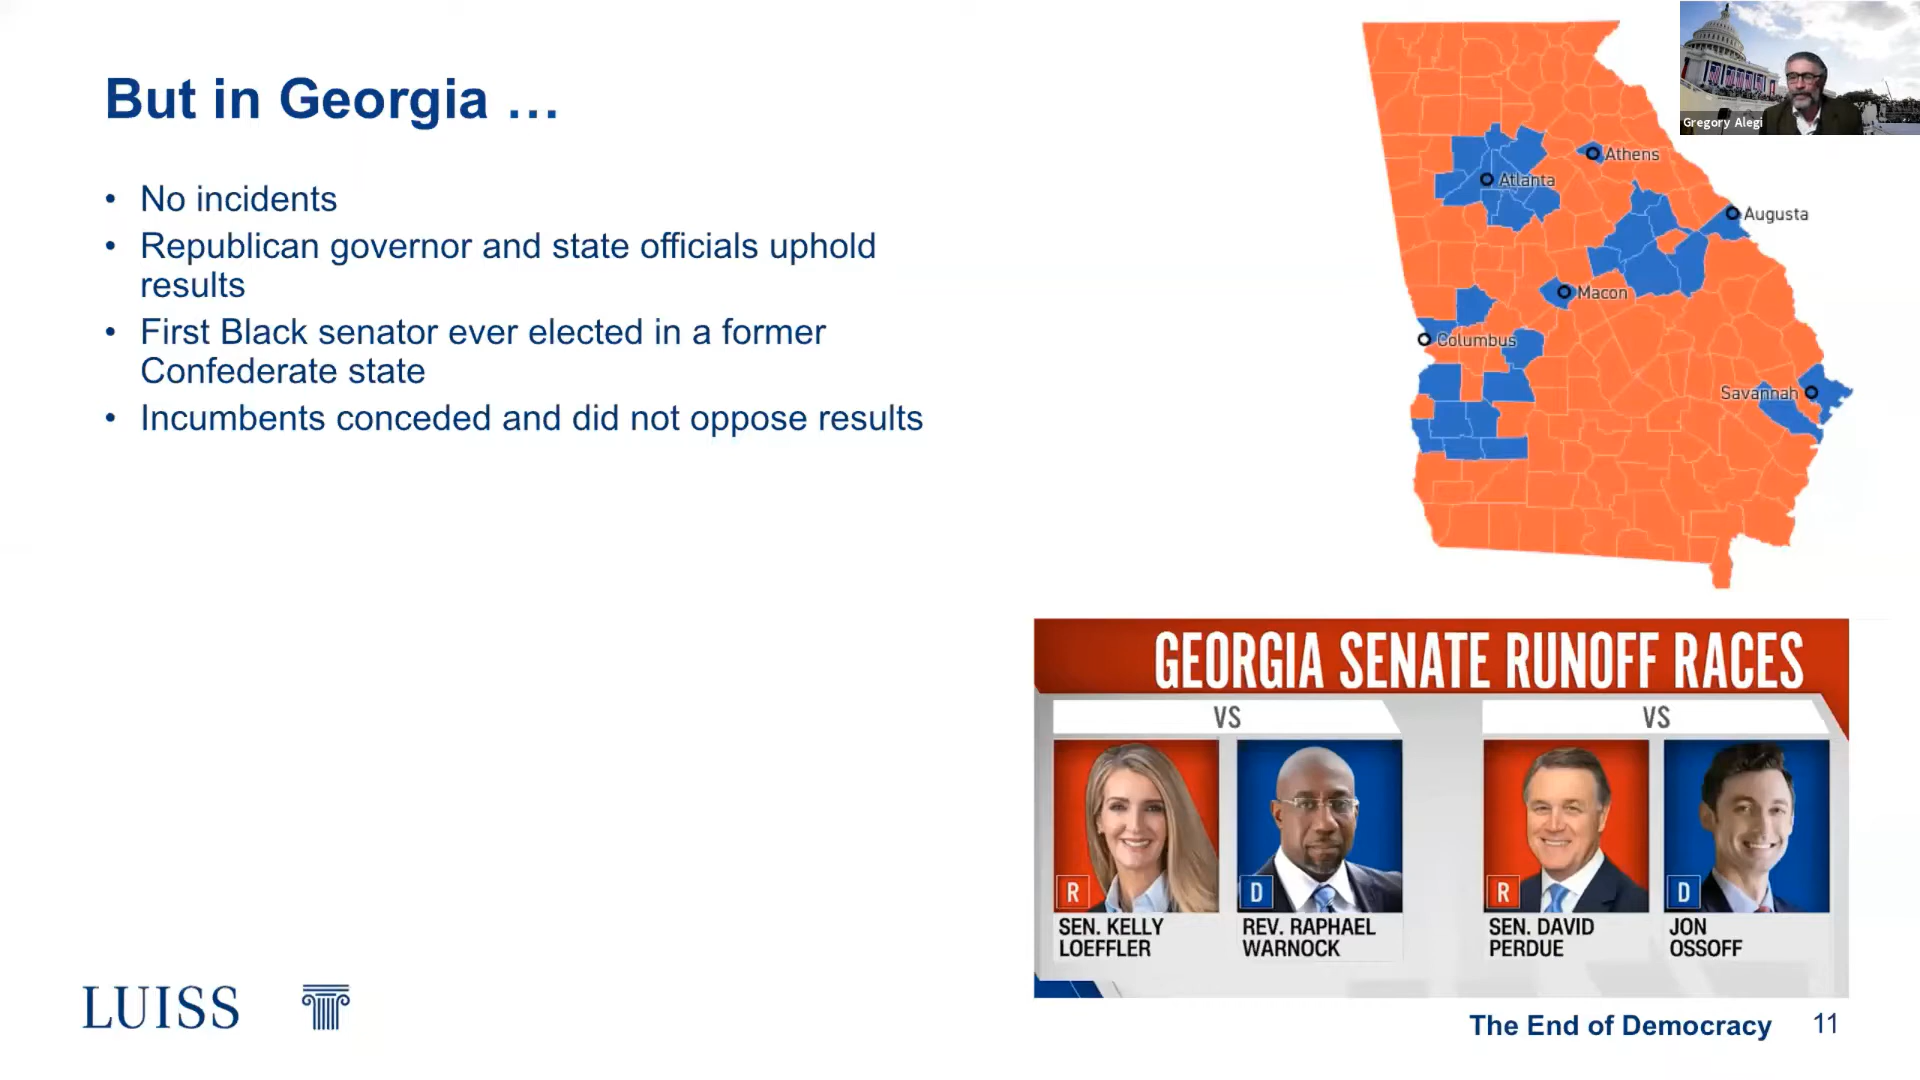 But in Georgia …
• No incidents
• Republican governor and state officials uphold
results
• First Black senator ever elected in a former
Confederate state
• Incumbents conceded and did not oppose results
Gregory Alegi
Athens
Atlanta
Augusta
Macon
Columbus
Savannah
GEORGIA SENATE RUNOFF RACES
VS
VS
R
D
R
D
SEN. KELLY
LOEFFLER
REV. RAPHAEL
WARNOCK
SEN. DAVID
PERDUE
JON
OSSOFF
LUISS
The End of Democracy
11